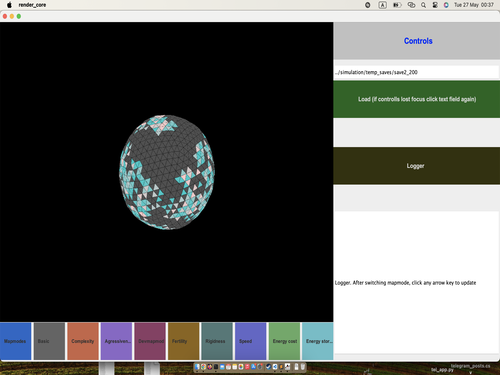 render_core
A
Tue 27 May 00:37
Controls
../simulation/temp_saves/save2_200
Load (if controlls lost focus click text field again)
Logger
Logger. After switching mapmode, click any arrow key to update
Mapmodes
Basic
Complexity
Agressivnes...
Fertility
Rigidness
Speed
Energy cost
Energy stor...
telegram_posts.cs
tel_app.py